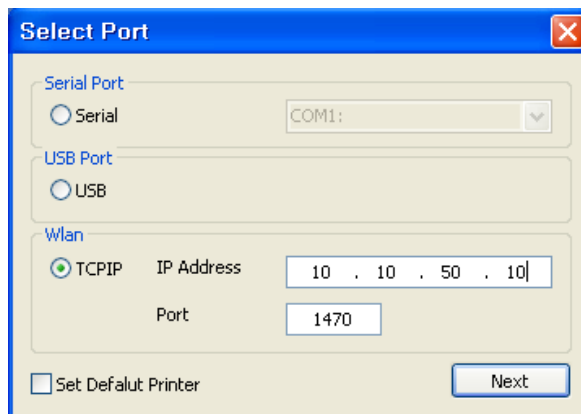 Select Port
Serial Port
Serial COM1:
USB Port
USB
Wlan
TCPIP IP Address 10 . 10 . 50 . 10
Port 1470
Set Defalut Printer Next